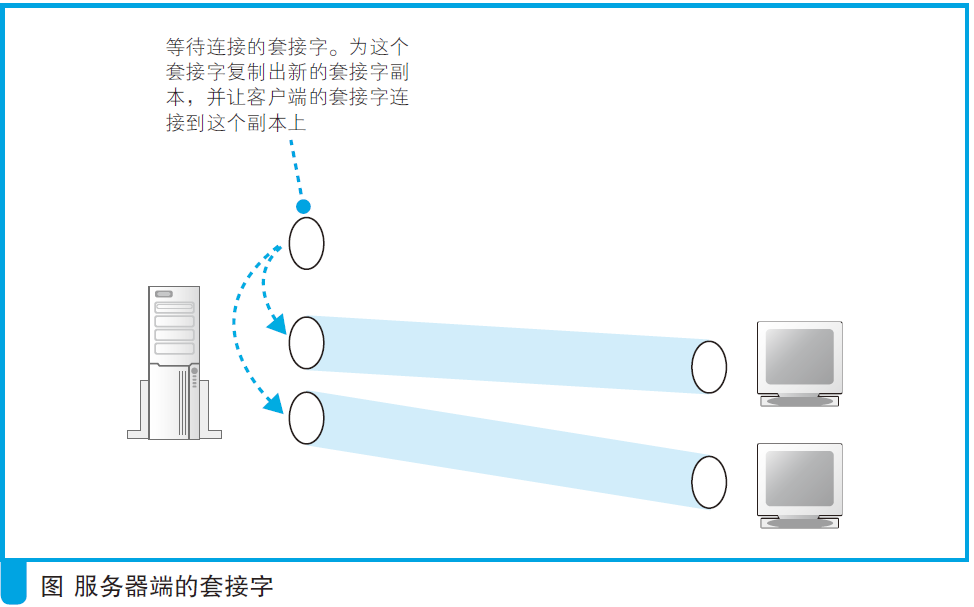 等待连接的套接字。为这个
套接字复制出新的套接字副
本，并让客户端的套接字连
接到这个副本上
图 服务器端的套接字